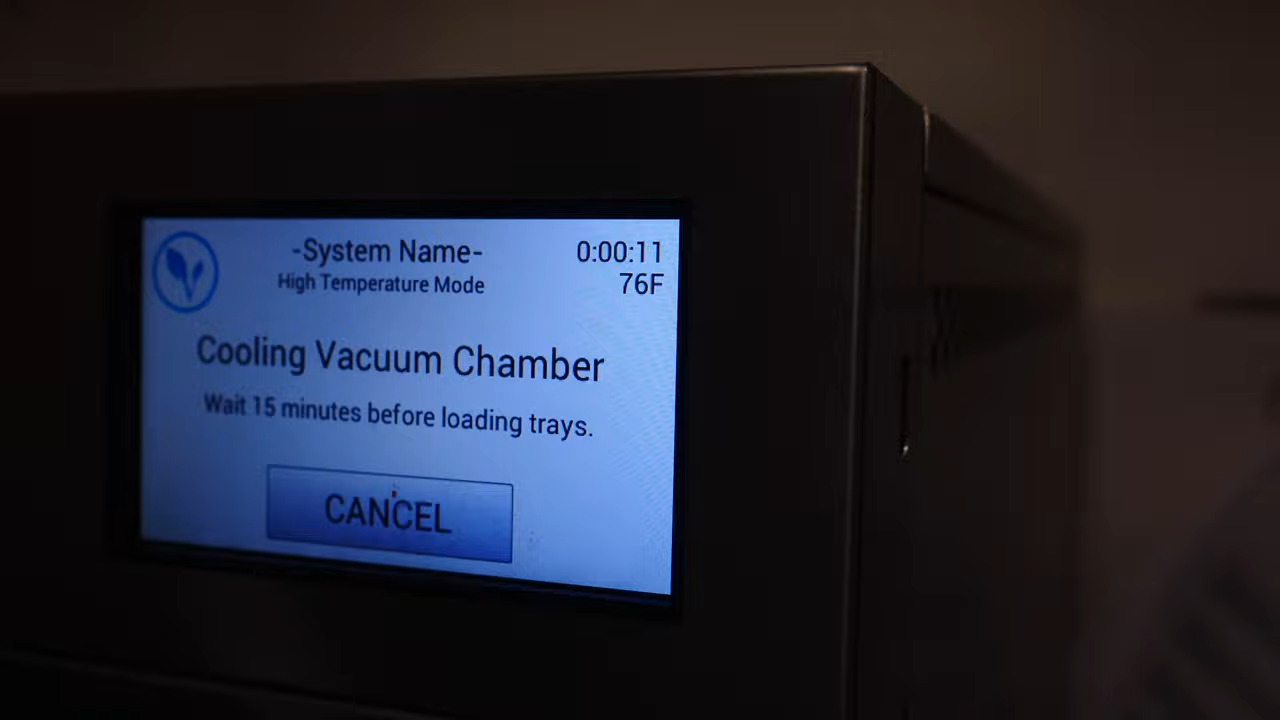 -System Name-
0:00:11
High Temperature Mode
76F
Cooling Vacuum Chamber
Wait 15 minutes before loading trays.
CANCEL